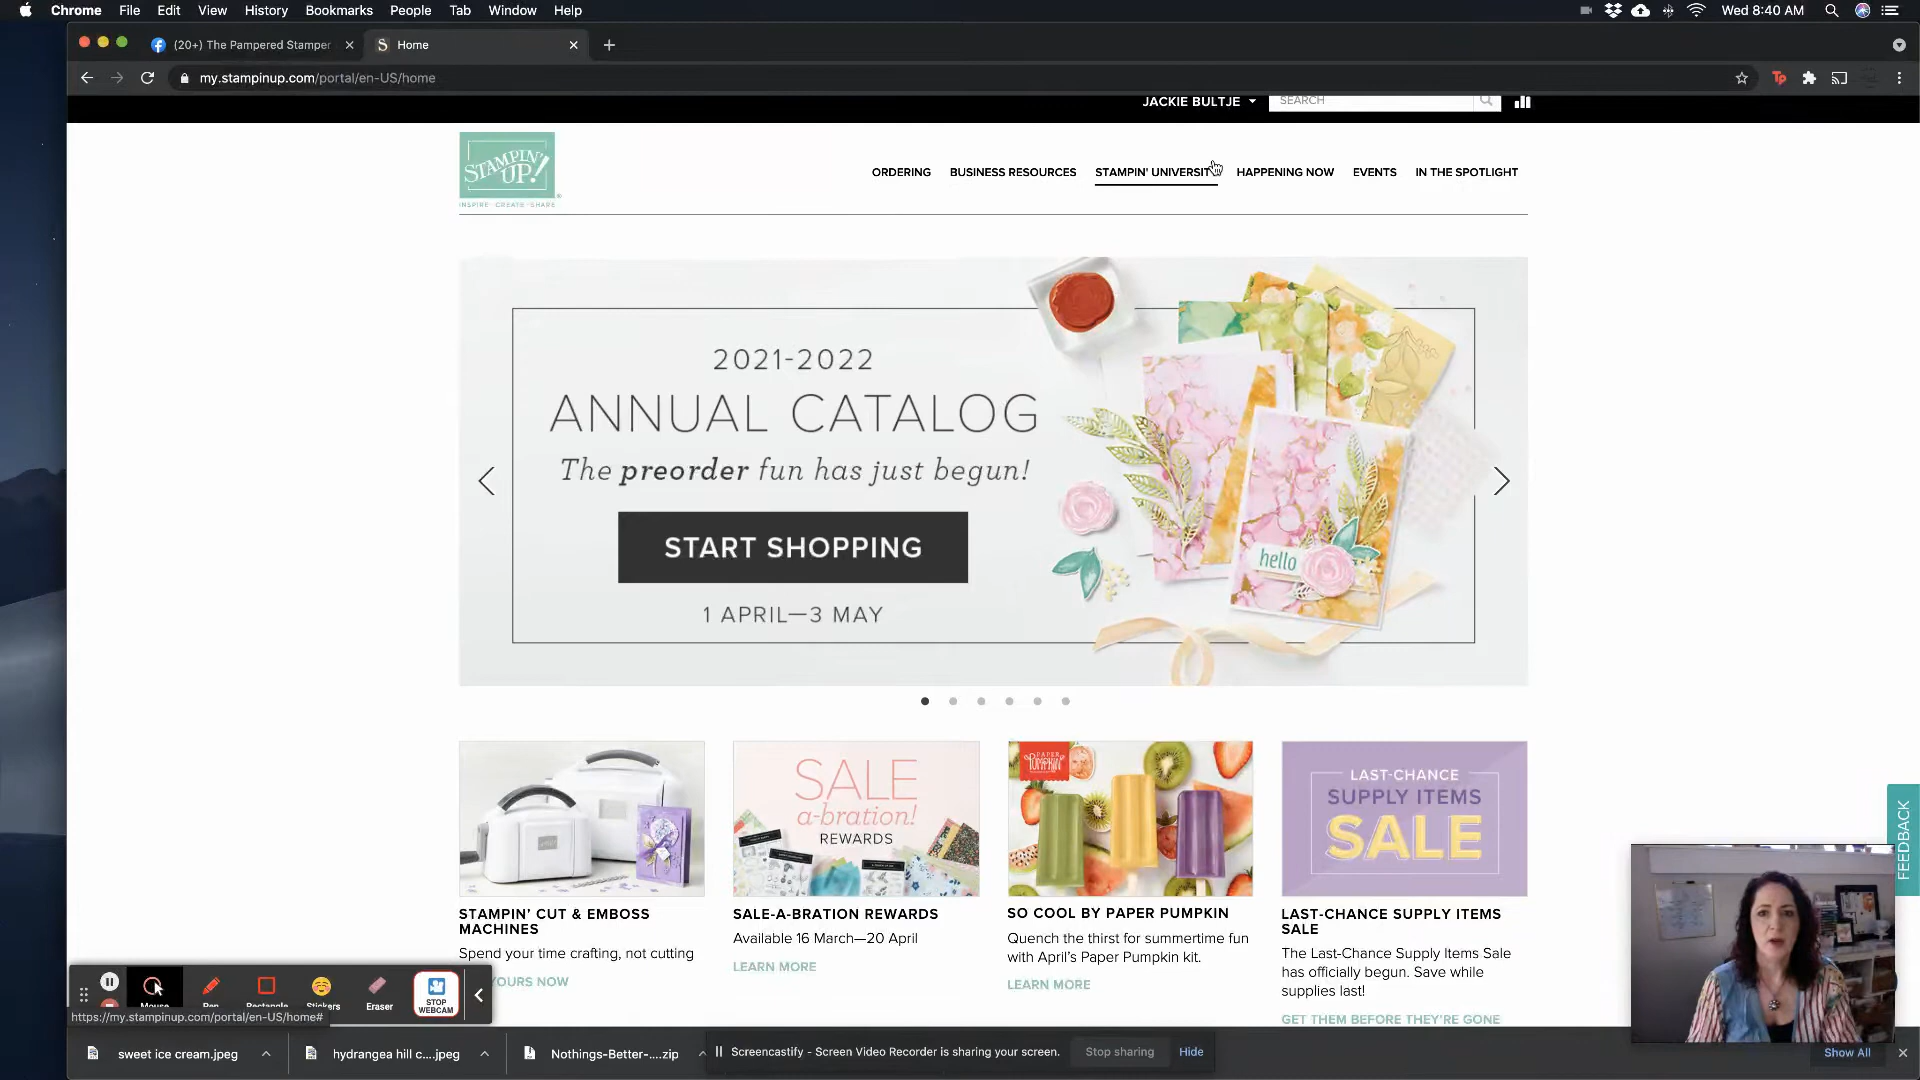 Chrome File Edit View History Bookmarks People Tab Window Help
Wed 8:40 AM
(20+) The Pampered Stamper
Home
my.stampinup.com/portal/en-US/home
JACKIE BULTJE
SEARCH
STAMPIN' UP!
INSPIRE · CREATE · SHARE
ORDERING
BUSINESS RESOURCES
STAMPIN' UNIVERSITY
HAPPENING NOW
EVENTS
IN THE SPOTLIGHT
2021-2022
ANNUAL CATALOG
The preorder fun has just begun!
START SHOPPING
1 APRIL—3 MAY
hello
SALE
a-bration!
REWARDS
PAPER
PUMPKIN
LAST-CHANCE
SUPPLY ITEMS
SALE
STAMPIN' CUT & EMBOSS
MACHINES
Spend your time crafting, not cutting
YOURS NOW
SALE-A-BRATION REWARDS
Available 16 March—20 April
LEARN MORE
SO COOL BY PAPER PUMPKIN
Quench the thirst for summertime fun
with April's Paper Pumpkin kit.
LEARN MORE
LAST-CHANCE SUPPLY ITEMS
SALE
The Last-Chance Supply Items Sale
has officially begun. Save while
supplies last!
GET THEM BEFORE THEY'RE GONE
FEEDBACK
Mouse
Pen
Rectangle
Stickers
Eraser
STOP
WEBCAM
https://my.stampinup.com/portal/en-US/home#
sweet ice cream.jpeg
hydrangea hill c....jpeg
Nothings-Better-....zip
Screencastify - Screen Video Recorder is sharing your screen.
Stop sharing
Hide
Show All